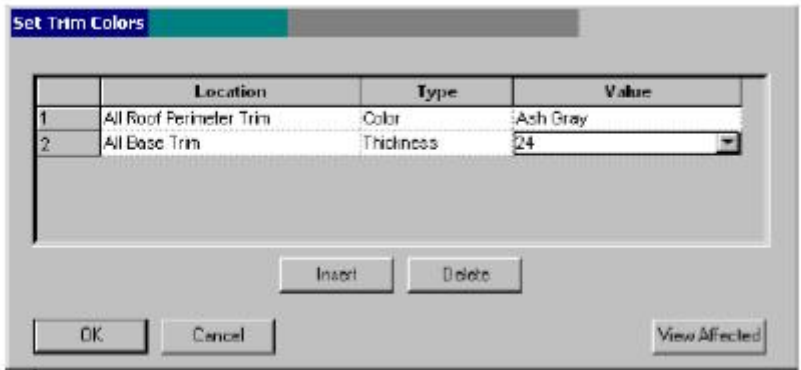 Set Trim Colors
Location Type Value
1 All Roof Perimeter Trim Color Ash Gray
2 All Base Trim Thickness 24
Insert Delete
OK Cancel View Affected